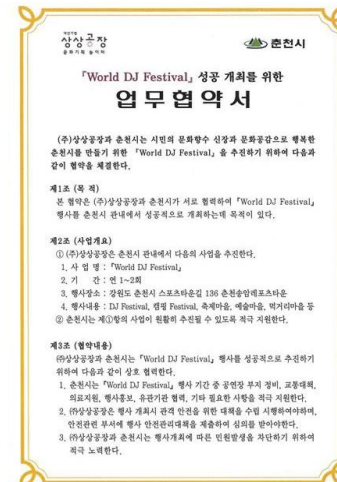 상상공장
춘천시
「World DJ Festival」 성공 개최를 위한
업무협약서
(주)상상공장과 춘천시는 시민의 문화향수 신장과 문화공감으로 행복한
춘천시를 만들기 위한 「World DJ Festival」을 추진하기 위하여 다음과
같이 협약을 체결한다.
제1조 (목 적)
본 협약은 (주)상상공장과 춘천시가 서로 협력하여 「World DJ Festival」
행사를 춘천시 관내에서 성공적으로 개최하는데 목적이 있다.
제2조 (사업개요)
① (주)상상공장은 춘천시 관내에서 다음의 사업을 추진한다.
1. 사 업 명 : 「World DJ Festival」
2. 기 간 : 연 1~2회
3. 행사장소 : 강원도 춘천시 스포츠타운길 136 춘천송암레포츠타운
4. 행사내용 : DJ Festival, 캠핑 Festival, 축제마을, 예술마을, 먹거리마을 등
② 춘천시는 제①항의 사업이 원활히 추진될 수 있도록 적극 지원한다.
제3조 (협약내용)
㈜상상공장과 춘천시는 「World DJ Festival」 행사를 성공적으로 추진하기
위하여 다음과 같이 상호 협력한다.
1. 춘천시는 「World DJ Festival」 행사 기간 중 공연장 부지 정비, 교통대책,
의료지원, 행사홍보, 유관기관 협력, 기타 필요한 사항을 적극 지원한다.
2. ㈜상상공장은 행사 개최시 관객 안전을 위한 대책을 수립 시행하여야하며,
안전관련 부서에 행사 안전관리대책을 제출하여 심의를 받아야한다.
3. ㈜상상공장과 춘천시는 행사개최에 따른 민원발생을 차단하기 위하여
적극 노력한다.